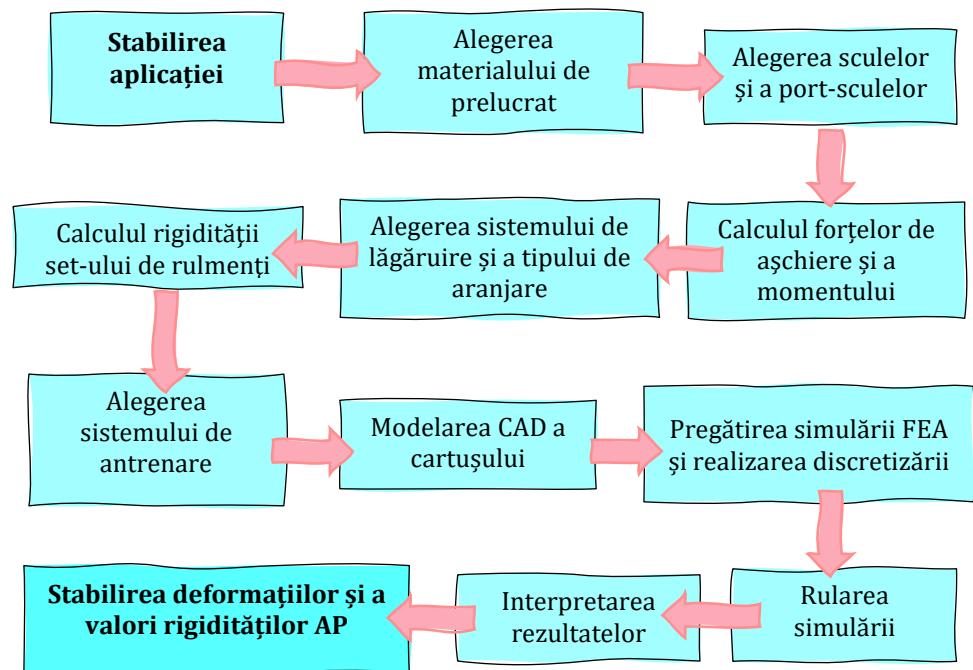 Stabilirea
aplicației
Alegerea
materialului de
prelucrat
Alegerea sculelor
și a port-sculelor
Calculul forțelor de
așchiere și a
momentului
Alegerea sistemului de
lăgăruire și a tipului de
aranjare
Calculul rigidității
set-ului de rulmenți
Alegerea
sistemului de
antrenare
Modelarea CAD a
cartușului
Pregătirea simulării FEA
și realizarea discretizării
Rularea
simulării
Interpretarea
rezultatelor
Stabilirea deformațiilor și a
valori rigidităților AP